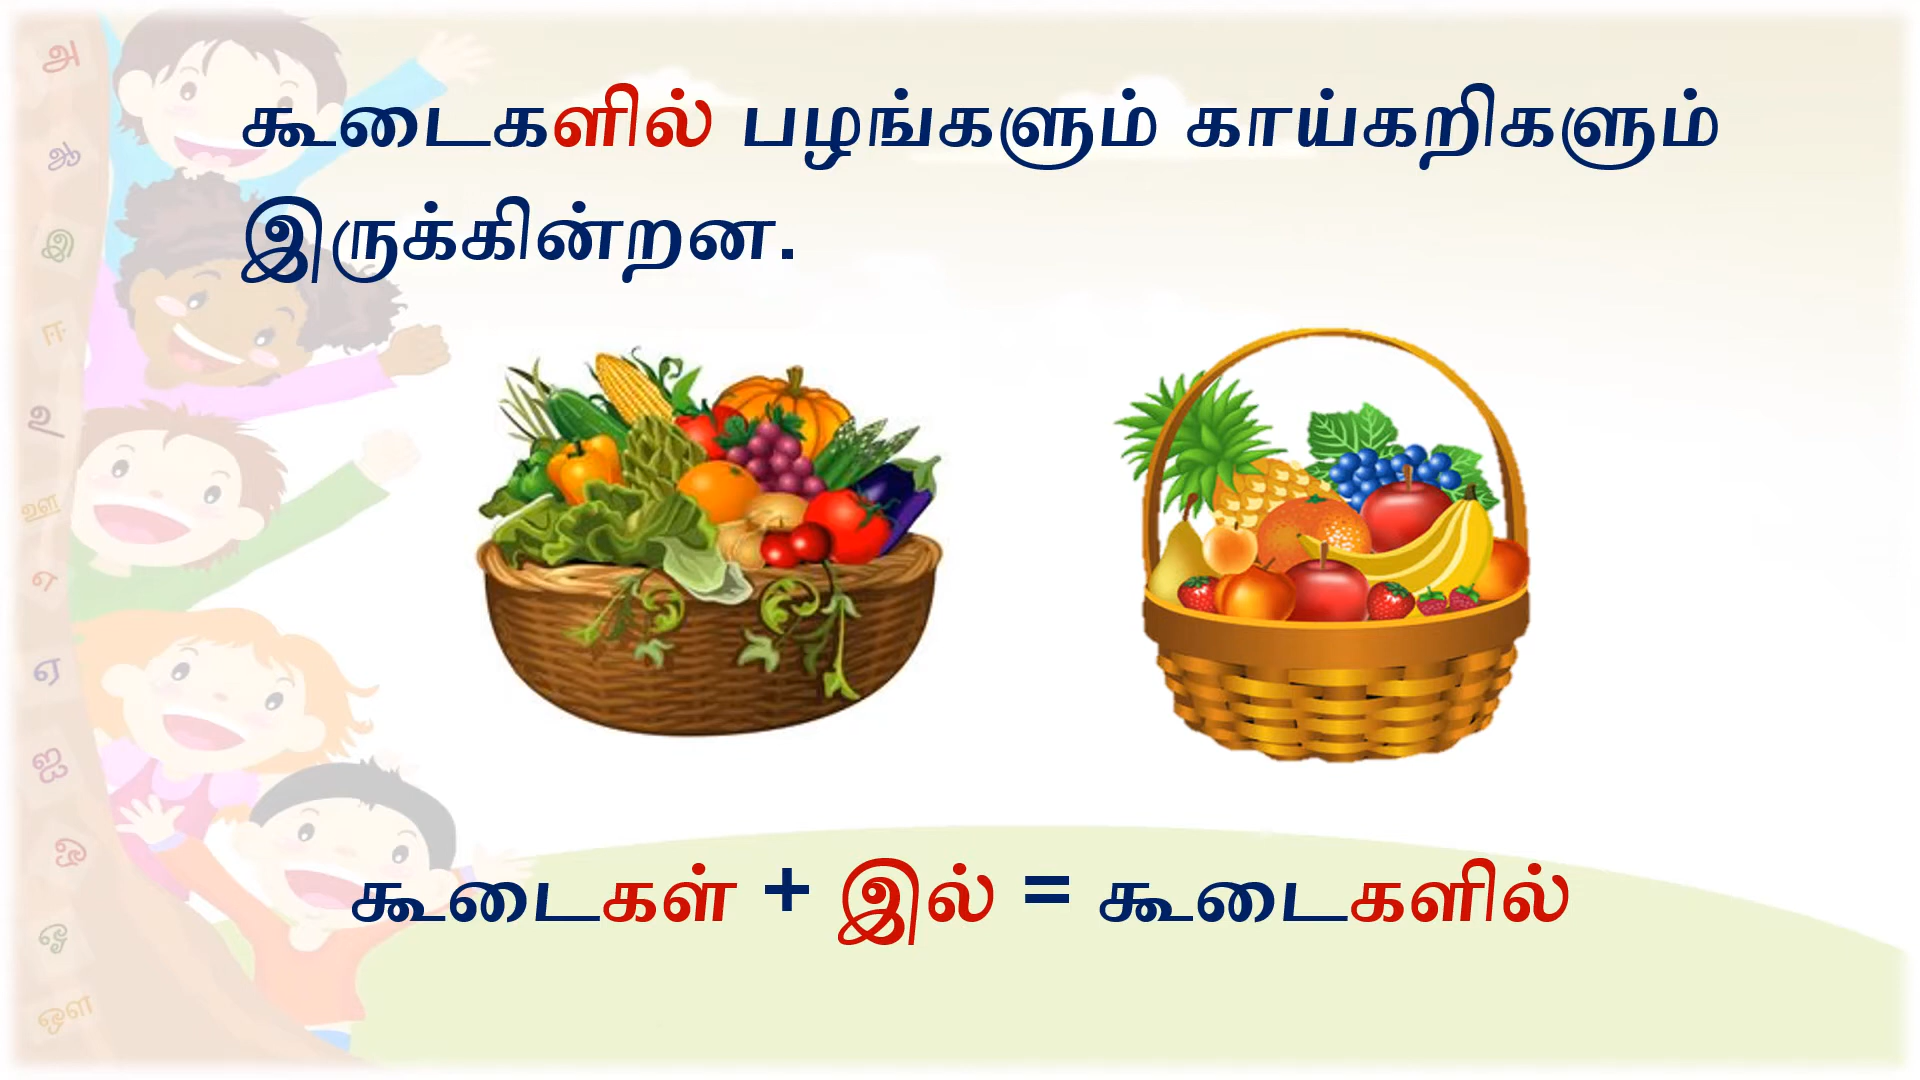 கூடைகளில் பழங்களும் காய்கறிகளும்
இருக்கின்றன.
கூடைகள் + இல் = கூடைகளில்
அ
ஆ
இ
ஈ
உ
ஊ
எ
ஏ
ஐ
ஒ
ஓ
ஔ